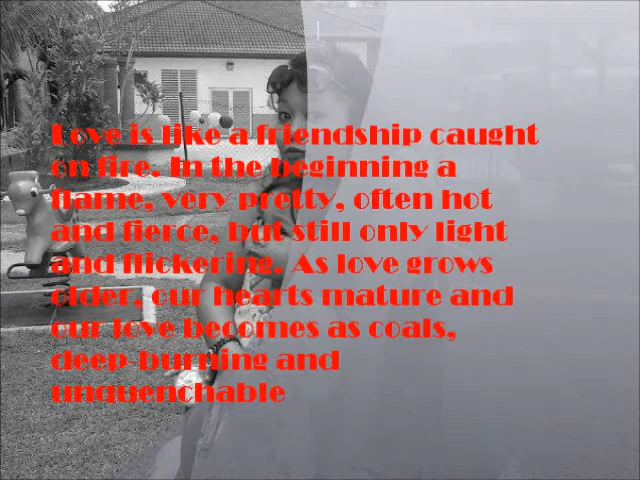 Love is like a friendship caught
on fire. In the beginning a
flame, very pretty, often hot
and fierce, but still only light
and flickering. As love grows
older, our hearts mature and
our love becomes as coals,
deep-burning and
unquenchable